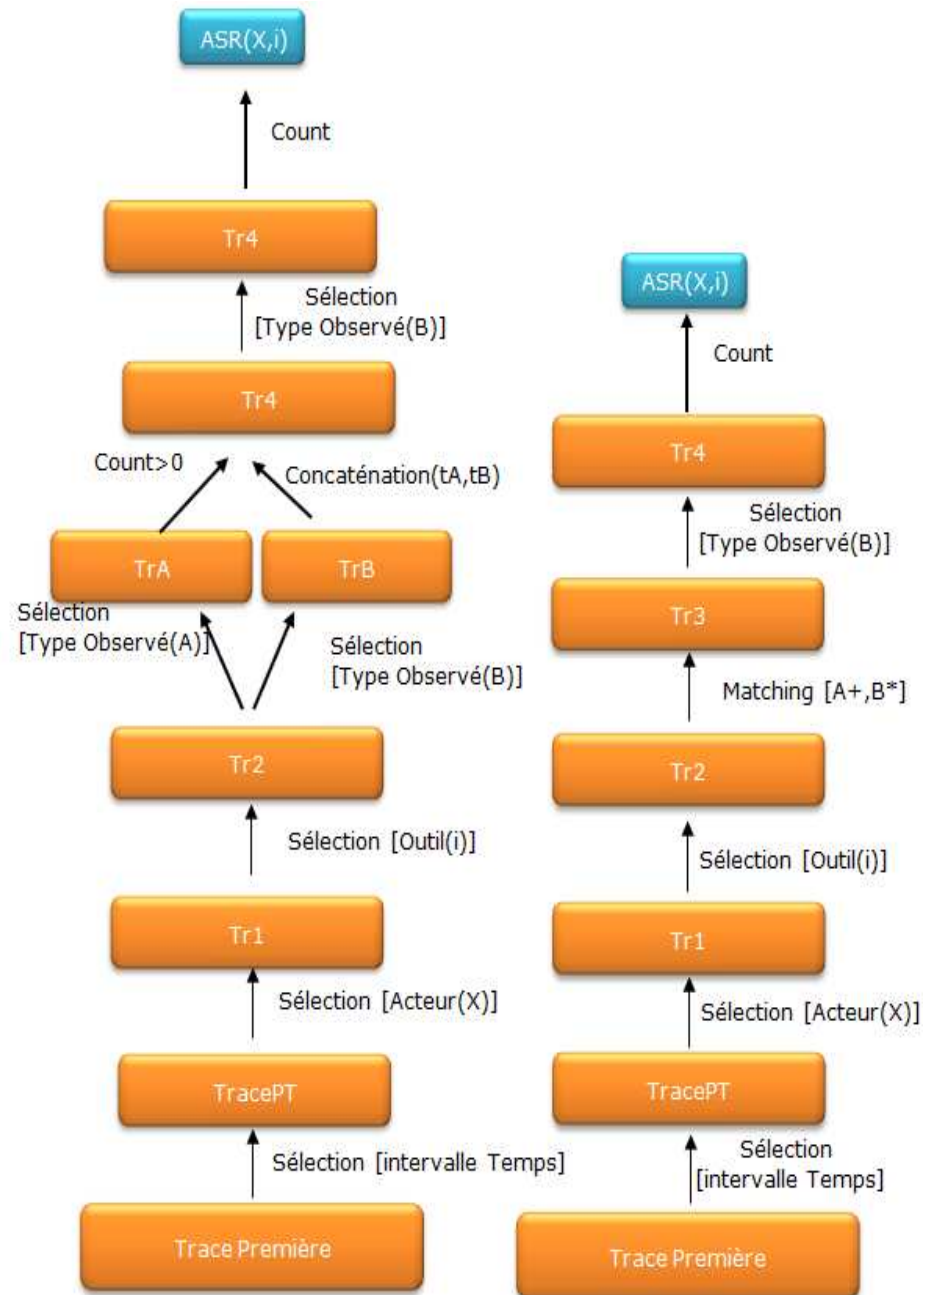 ASR(X,i)
Count
Tr4
Sélection
[Type Observé(B)]
Tr4
Count>0
Concaténation(tA,tB)
TrA
TrB
Sélection
[Type Observé(A)]
Sélection
[Type Observé(B)]
Tr2
Sélection [Outil(i)]
Tr1
Sélection [Acteur(X)]
TracePT
Sélection [intervalle Temps]
Trace Première
ASR(X,i)
Count
Tr4
Sélection
[Type Observé(B)]
Tr3
Matching [A+,B*]
Tr2
Sélection [Outil(i)]
Tr1
Sélection [Acteur(X)]
TracePT
Sélection
[intervalle Temps]
Trace Première